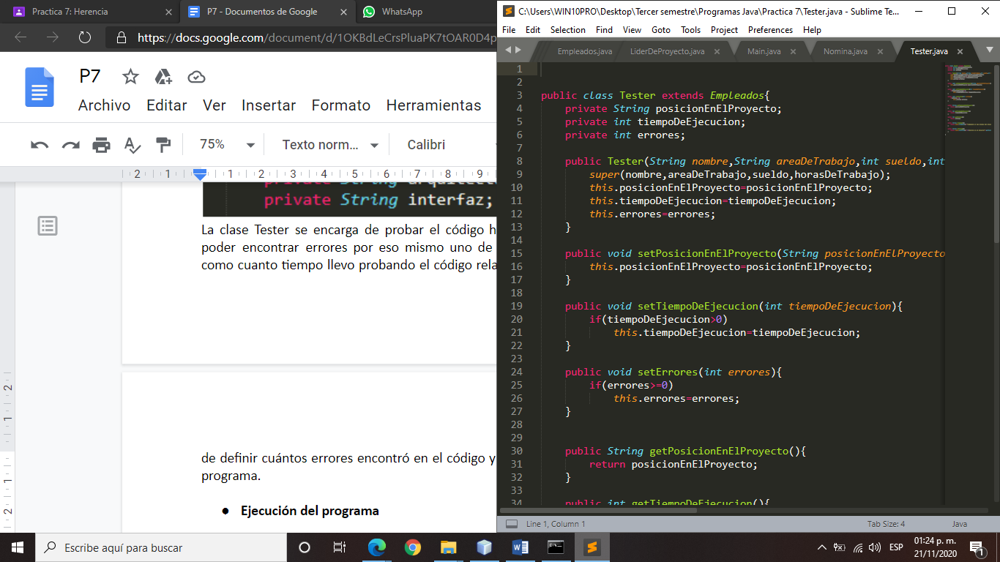 Practica 7: Herencia
P7 - Documentos de Google
WhatsApp
https://docs.google.com/document/d/1OKBdLeCrsPluaPK7tOAR0D4p
P7
Archivo Editar Ver Insertar Formato Herramientas
75% Texto norm... Calibri
2 1 1 2 3 4 5 6 7 8 9
private String interfaz;
La clase Tester se encarga de probar el código h
poder encontrar errores por eso mismo uno de
como cuanto tiempo llevo probando el código rela
de definir cuántos errores encontró en el código y
programa.
● Ejecución del programa
2
1
1
2
C:\Users\WIN10PRO\Desktop\Tercer semestre\Programas Java\Practica 7\Tester.java - Sublime Te...
File Edit Selection Find View Goto Tools Project Preferences Help
Empleados.java LiderDeProyecto.java Main.java Nomina.java Tester.java
1
2
3 public class Tester extends Empleados{
4 private String posicionEnElProyecto;
5 private int tiempoDeEjecucion;
6 private int errores;
7
8 public Tester(String nombre,String areaDeTrabajo,int sueldo,int
9 super(nombre,areaDeTrabajo,sueldo,horasDeTrabajo);
10 this.posicionEnElProyecto=posicionEnElProyecto;
11 this.tiempoDeEjecucion=tiempoDeEjecucion;
12 this.errores=errores;
13 }
14
15 public void setPosicionEnElProyecto(String posicionEnElProyecto
16 this.posicionEnElProyecto=posicionEnElProyecto;
17 }
18
19 public void setTiempoDeEjecucion(int tiempoDeEjecucion){
20 if(tiempoDeEjecucion>0)
21 this.tiempoDeEjecucion=tiempoDeEjecucion;
22 }
23
24 public void setErrores(int errores){
25 if(errores>=0)
26 this.errores=errores;
27 }
28
29
30 public String getPosicionEnElProyecto(){
31 return posicionEnElProyecto;
32 }
33
34 public int getTiempoDeEjecucion(){
Line 1, Column 1
Tab Size: 4
Java
Escribe aquí para buscar
ESP
01:24 p. m.
21/11/2020
1